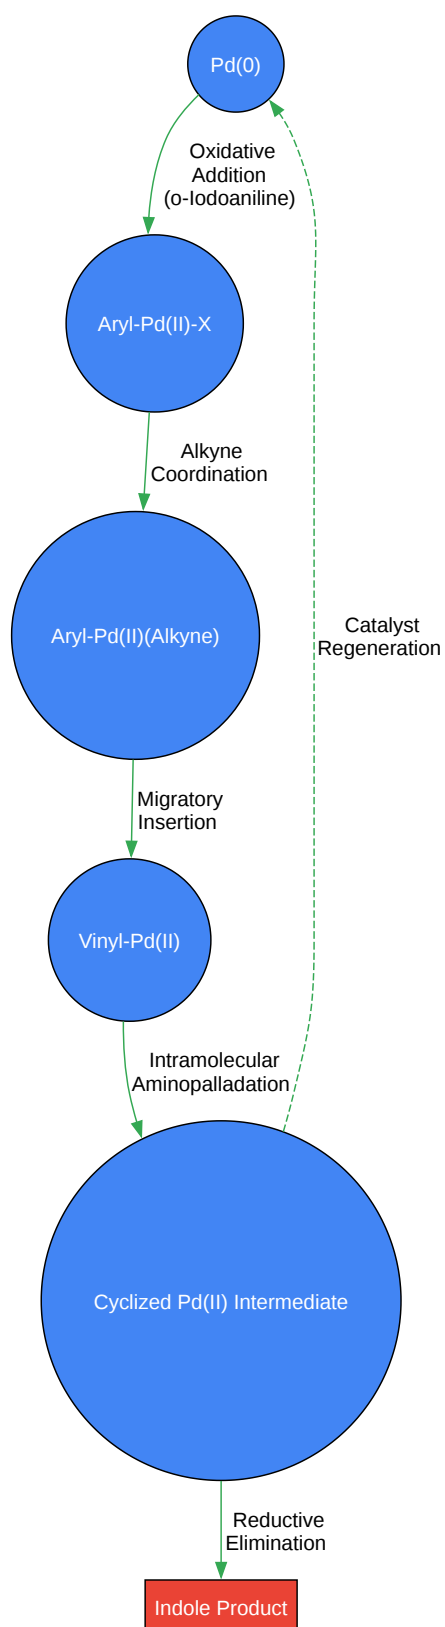 Pd(0)
Oxidative
Addition
(o-Iodoaniline)
Aryl-Pd(II)-X
Alkyne
Coordination
Aryl-Pd(II)(Alkyne)
Catalyst
Regeneration
Migratory
Insertion
Vinyl-Pd(II)
Intramolecular
Aminopalladation
Cyclized Pd(II) Intermediate
Reductive
Elimination
Indole Product